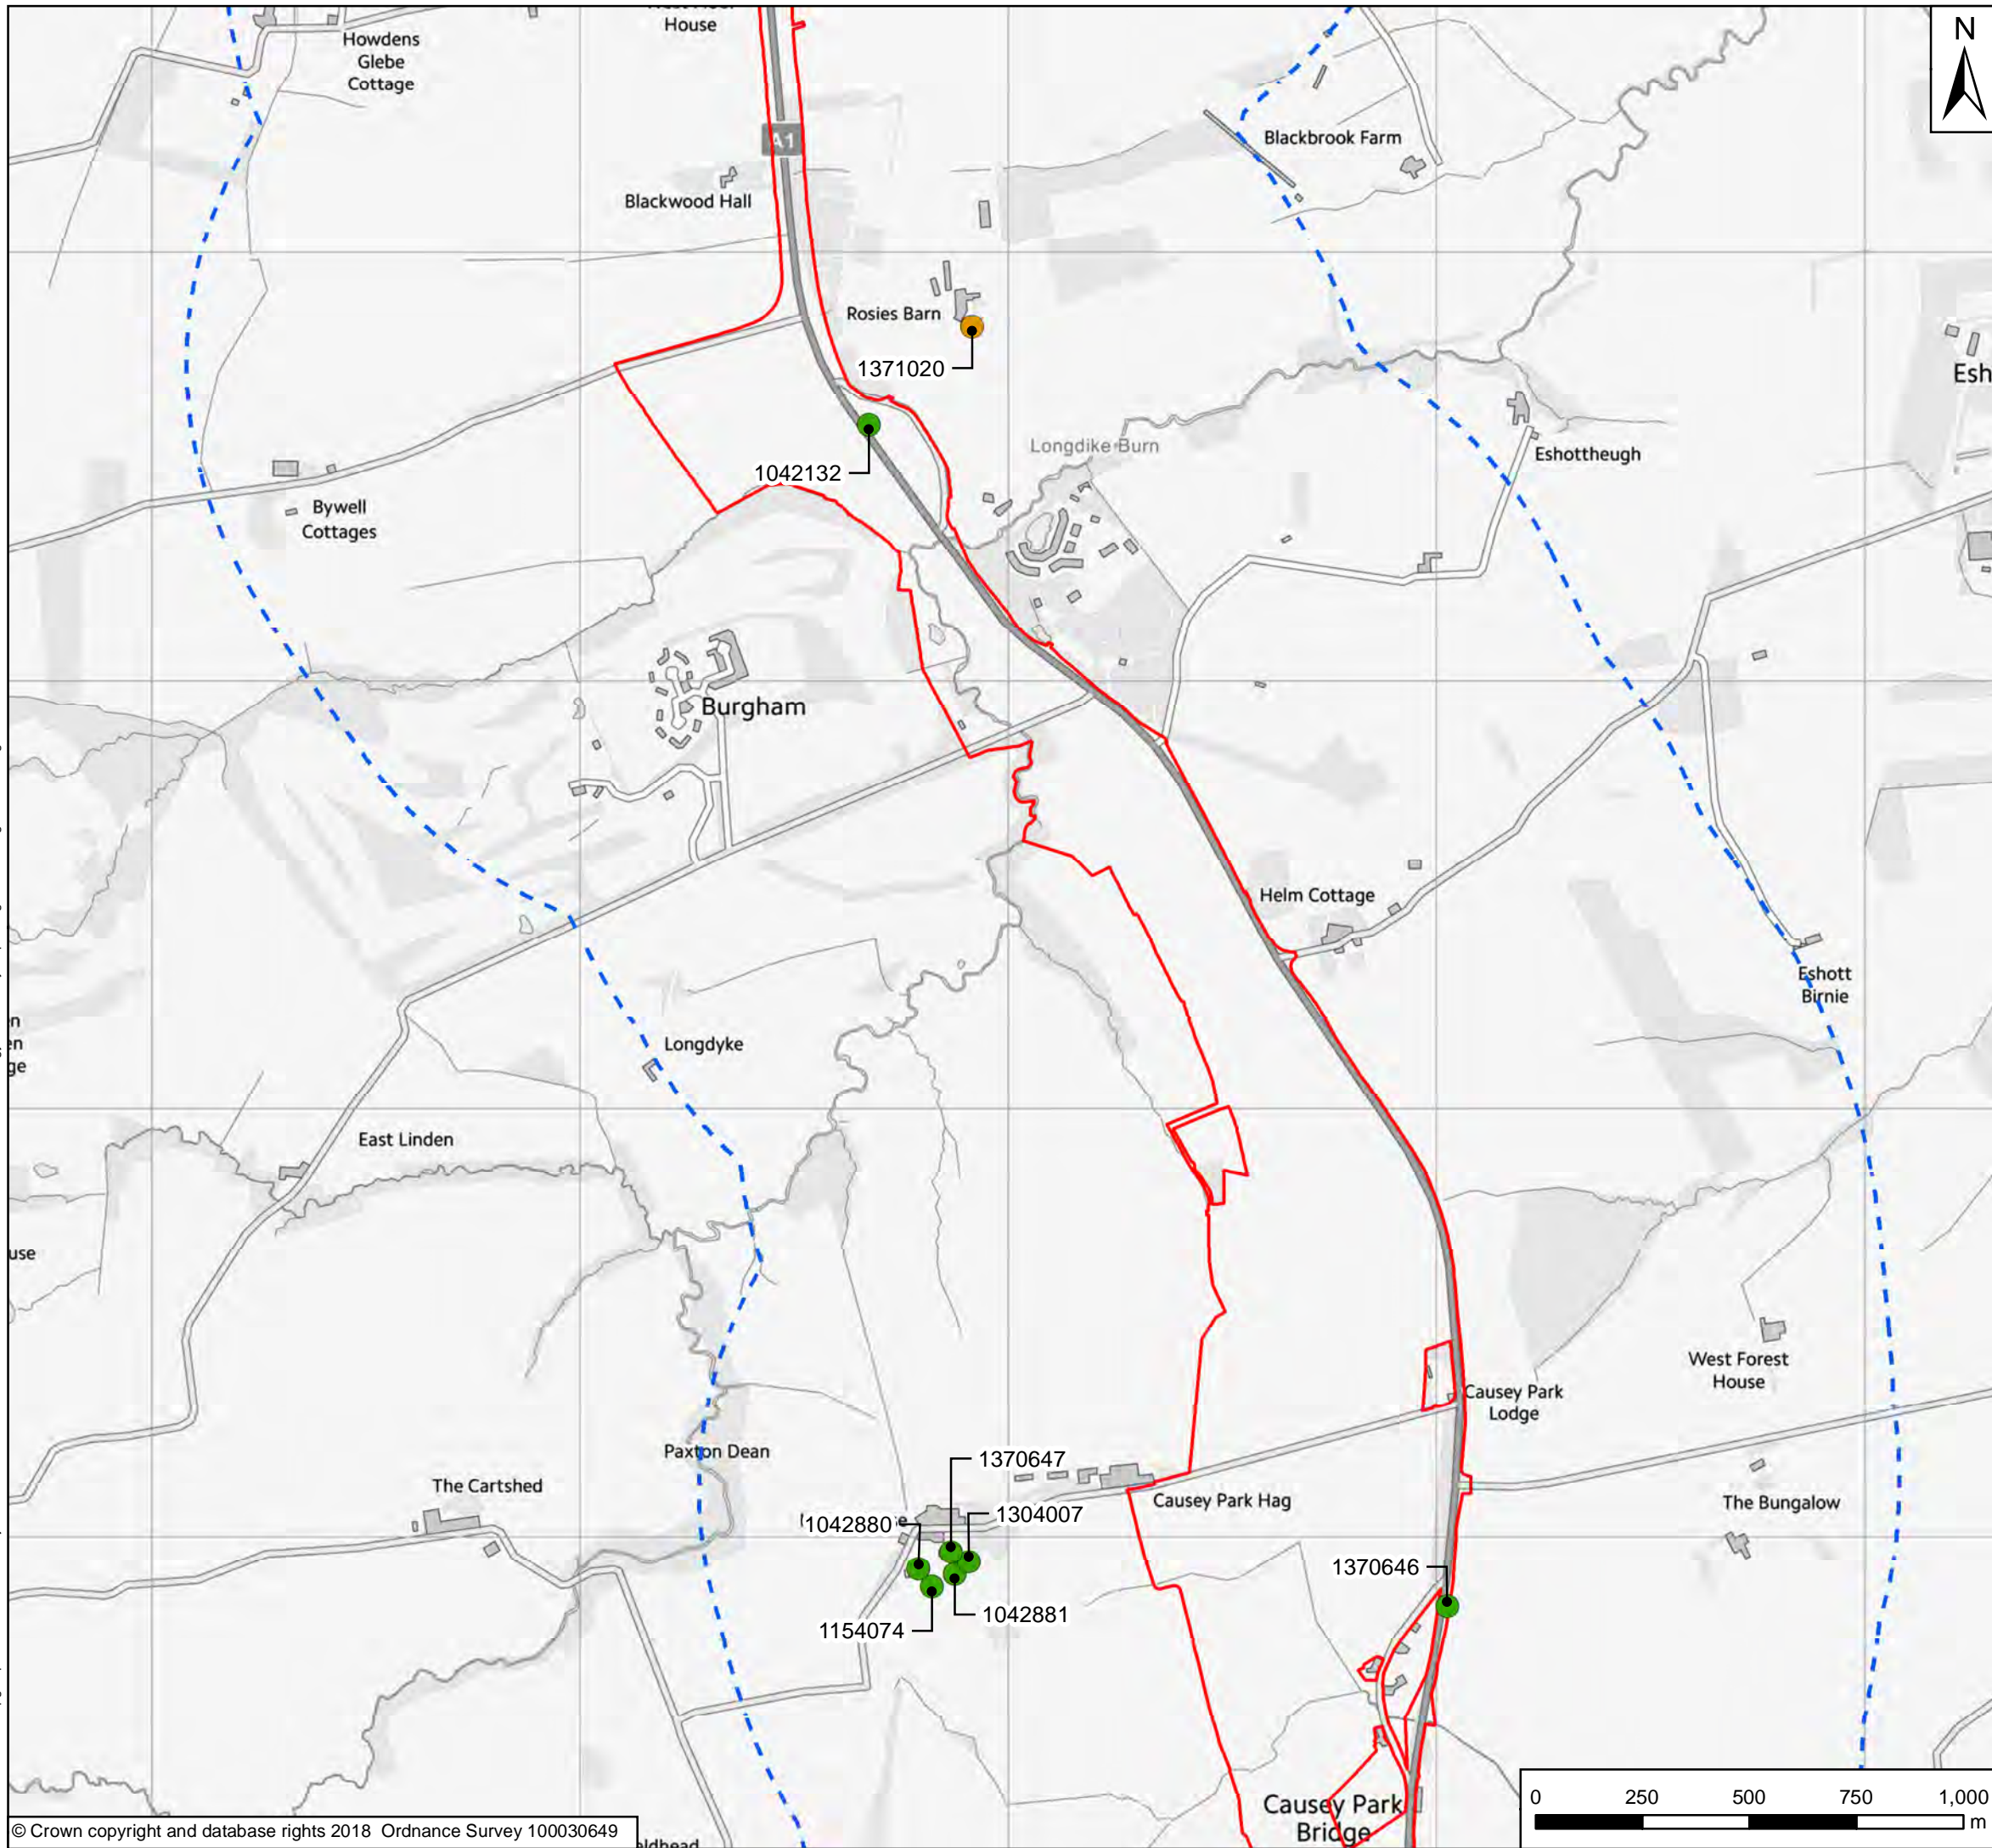 House
N
Howdens
Glebe
Cottage
A1
Blackbrook Farm
Blackwood Hall
Rosies Barn
1371020
Esh
Longdike Burn
Eshottheugh
1042132
Bywell
Cottages
Burgham
Helm Cottage
Eshott
Birnie
en
ge
Longdyke
East Linden
use
West Forest
House
Causey Park
Lodge
Paxton Dean
1370647
The Cartshed
Causey Park Hag
The Bungalow
1042880
1304007
1370646
1042881
1154074
Causey Park
Bridge
0 250 500 750 1,000
m
© Crown copyright and database rights 2018 Ordnance Survey 100030649